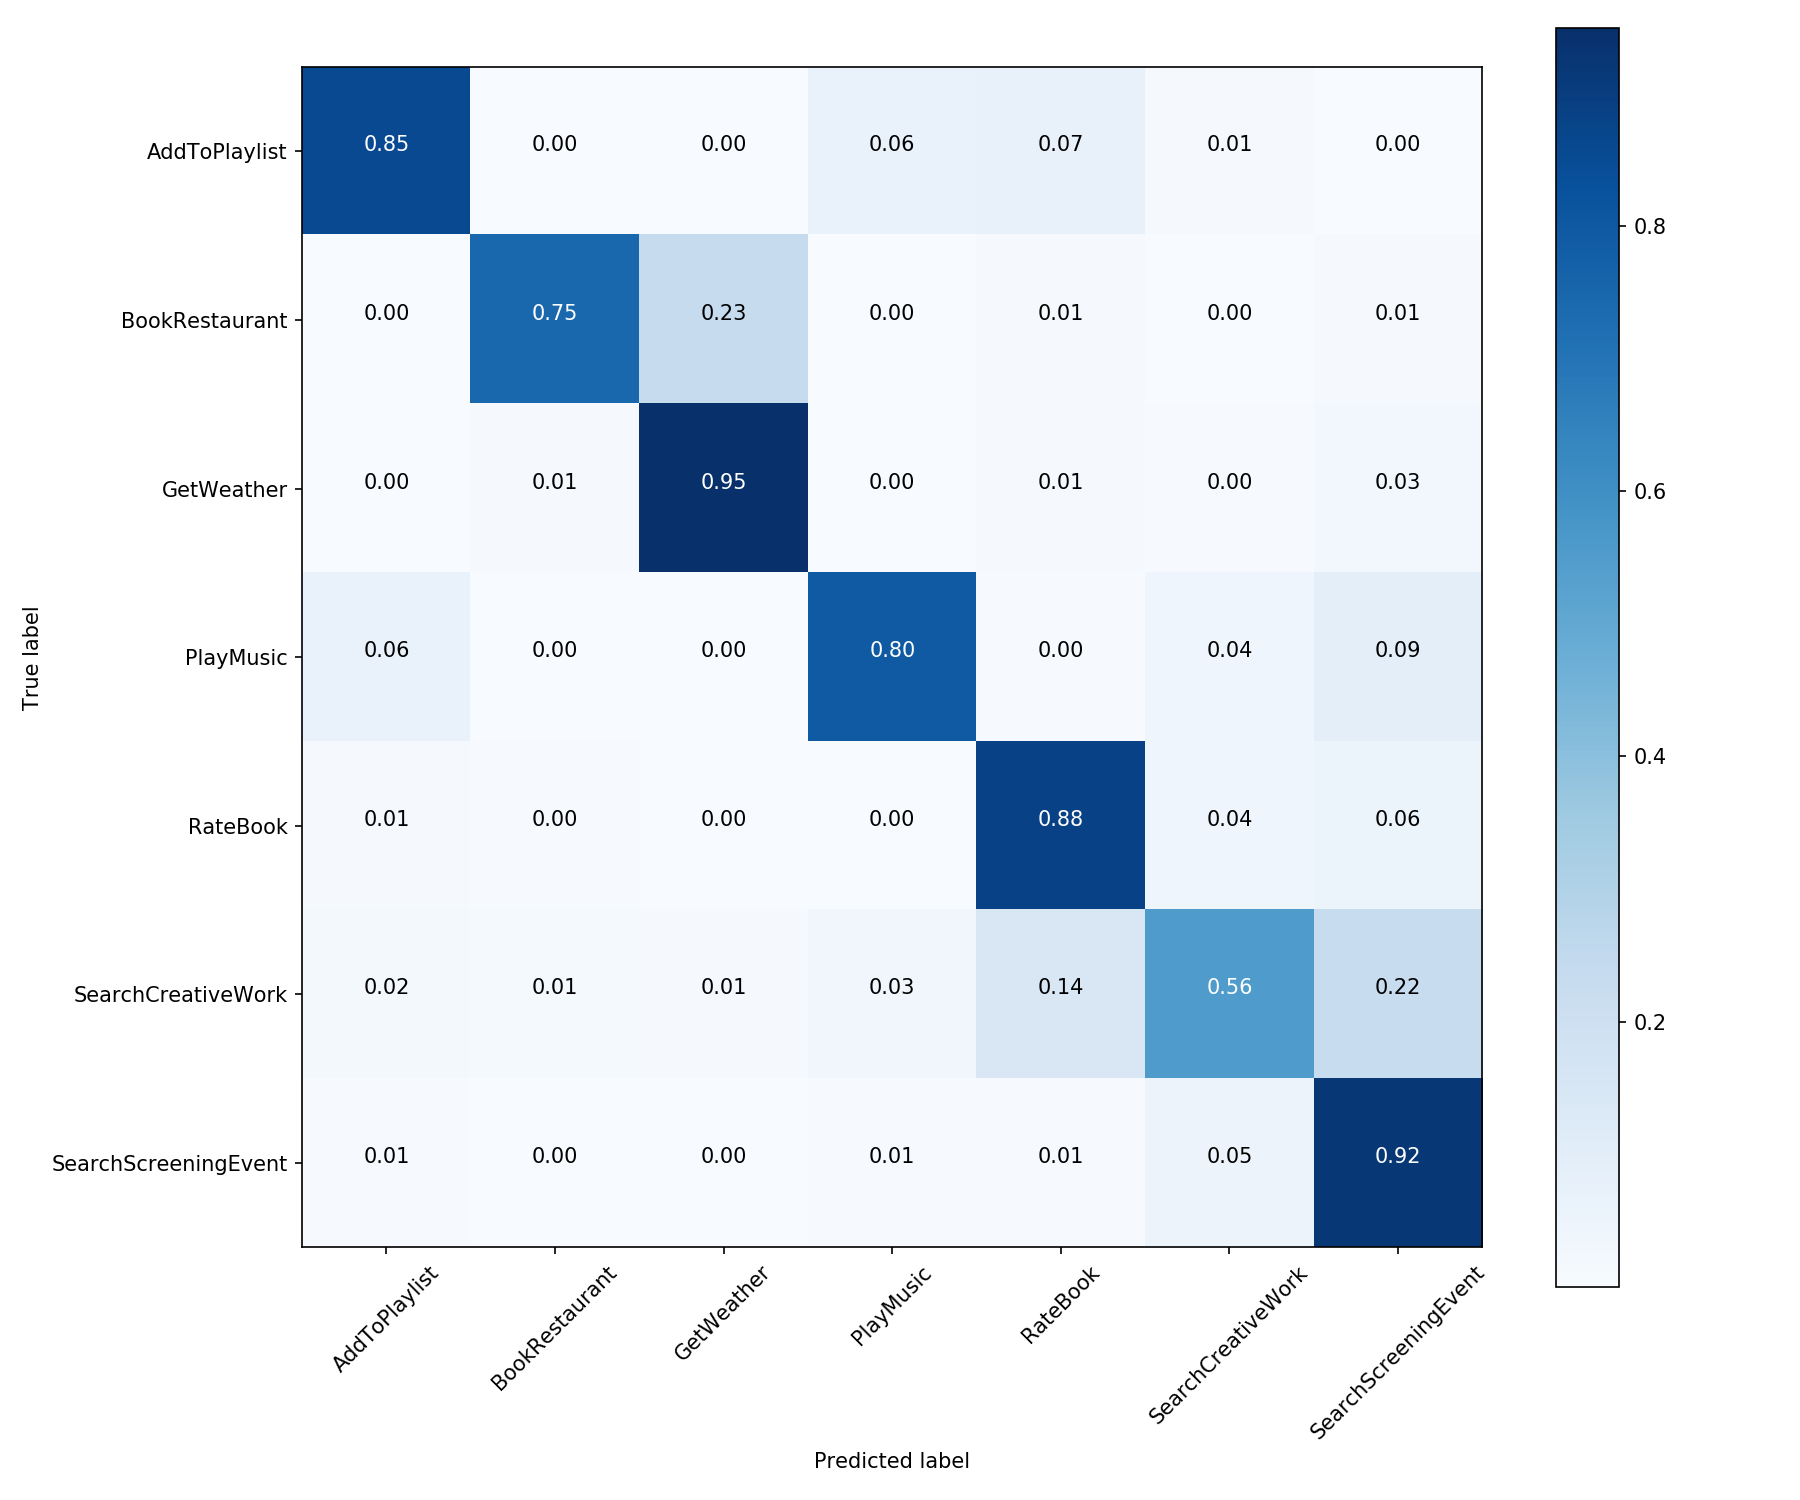 AddToPlaylist 0.85 0.00 0.00 0.06 0.07 0.01 0.00
BookRestaurant 0.00 0.75 0.23 0.00 0.01 0.00 0.01
GetWeather 0.00 0.01 0.95 0.00 0.01 0.00 0.03
PlayMusic 0.06 0.00 0.00 0.80 0.00 0.04 0.09
RateBook 0.01 0.00 0.00 0.00 0.88 0.04 0.06
SearchCreativeWork 0.02 0.01 0.01 0.03 0.14 0.56 0.22
SearchScreeningEvent 0.01 0.00 0.00 0.01 0.01 0.05 0.92
True label
AddToPlaylist
BookRestaurant
GetWeather
PlayMusic
RateBook
SearchCreativeWork
SearchScreeningEvent
Predicted label
0.8
0.6
0.4
0.2